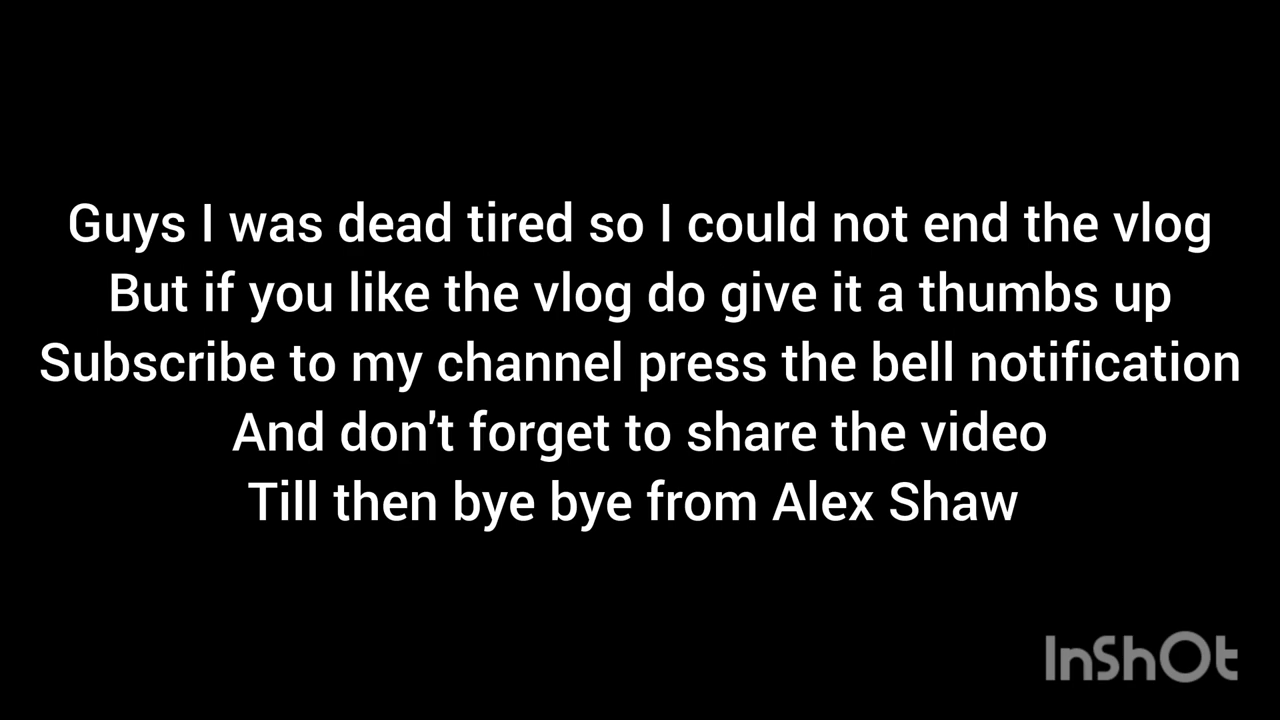 Guys I was dead tired so I could not end the vlog
But if you like the vlog do give it a thumbs up
Subscribe to my channel press the bell notification
And don't forget to share the video
Till then bye bye from Alex Shaw
InShOt